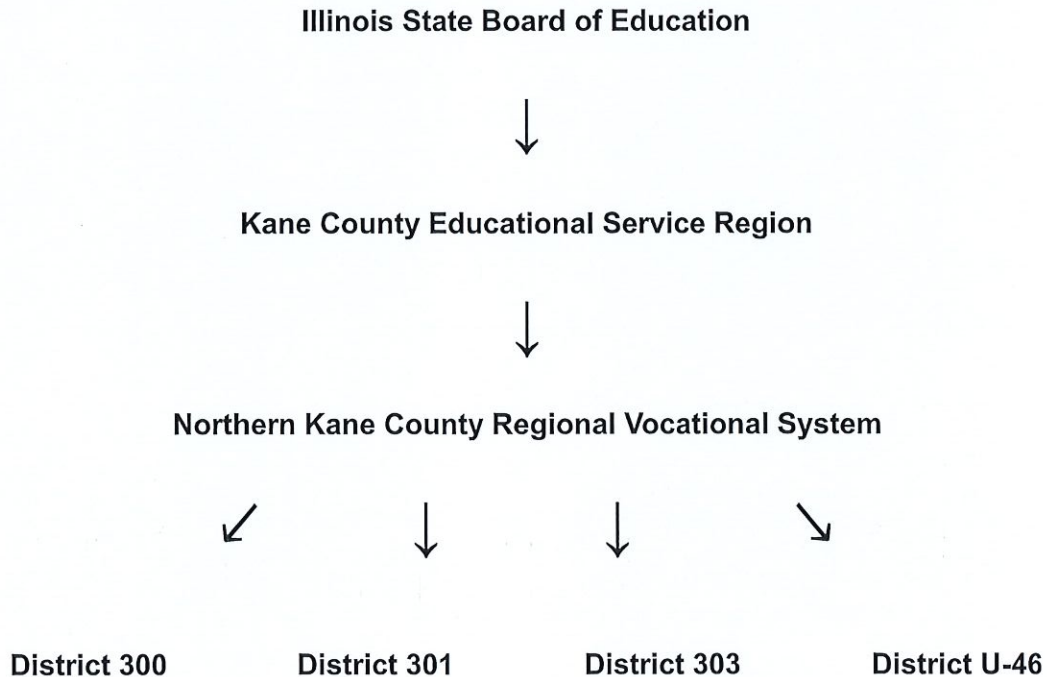 Illinois State Board of Education
Kane County Educational Service Region
Northern Kane County Regional Vocational System
District 300 District 301 District 303 District U-46